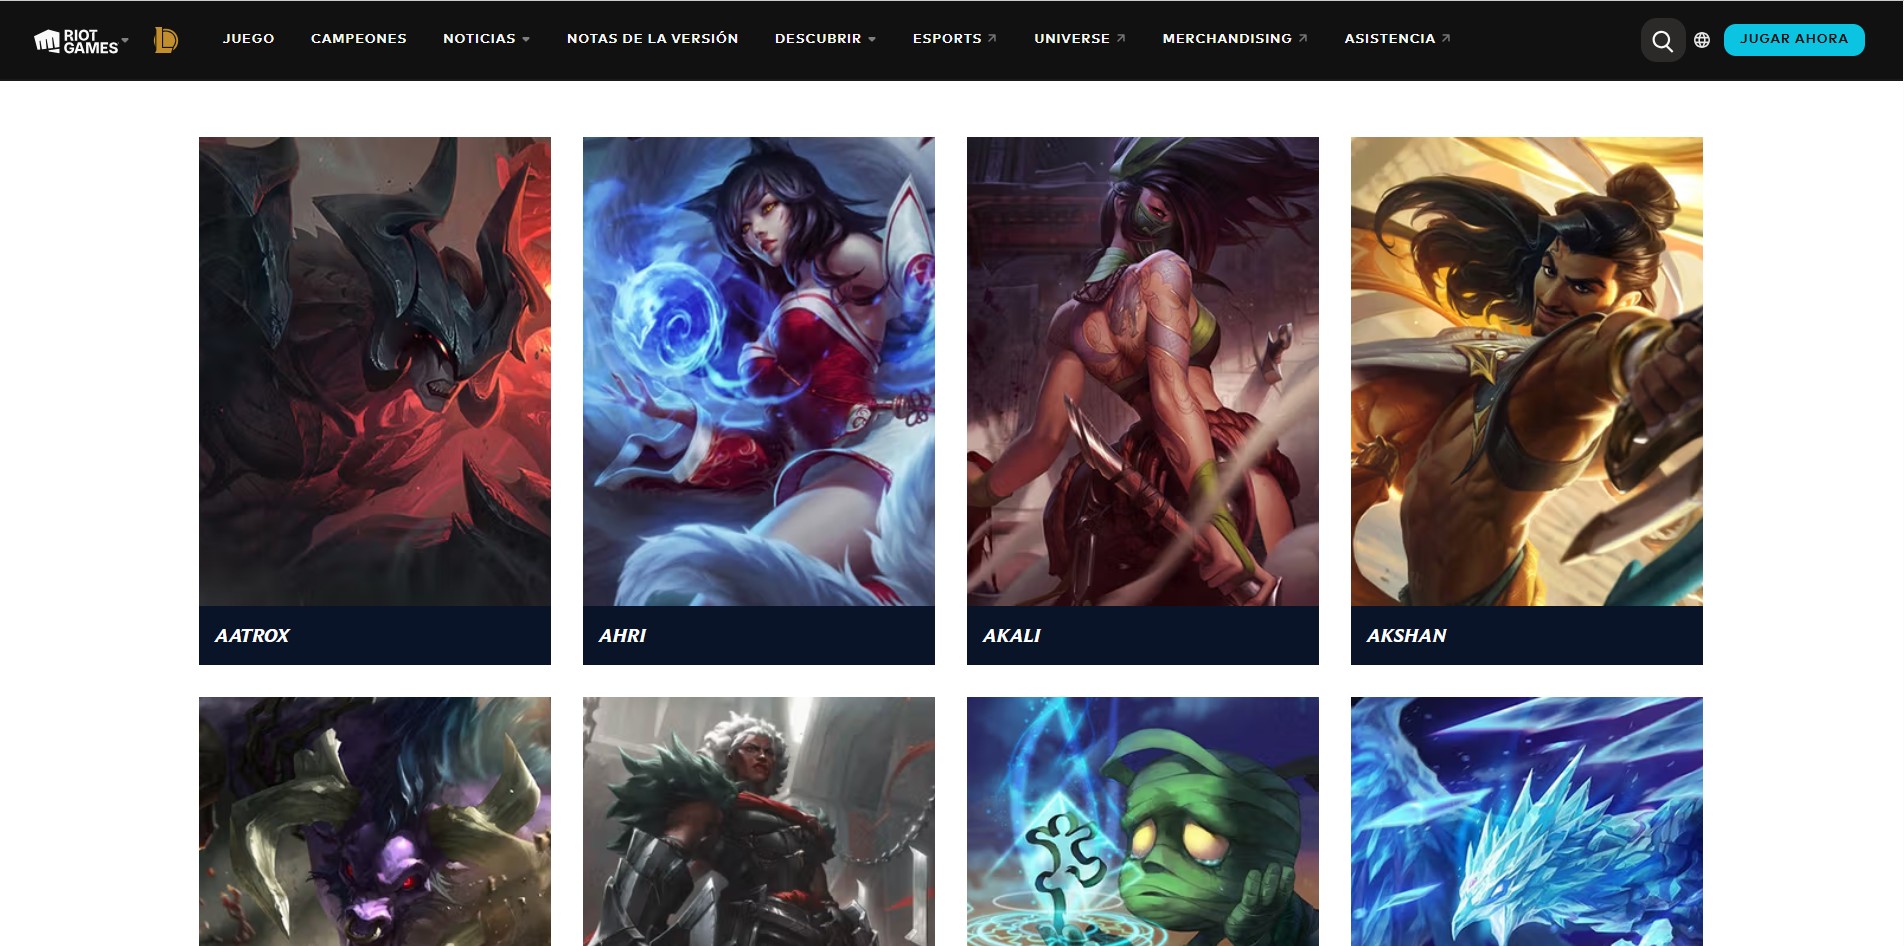 RIOT GAMES
JUEGO
CAMPEONES
NOTICIAS
NOTAS DE LA VERSIÓN
DESCUBRIR
ESPORTS
UNIVERSE
MERCHANDISING
ASISTENCIA
JUGAR AHORA
AATROX
AHRI
AKALI
AKSHAN